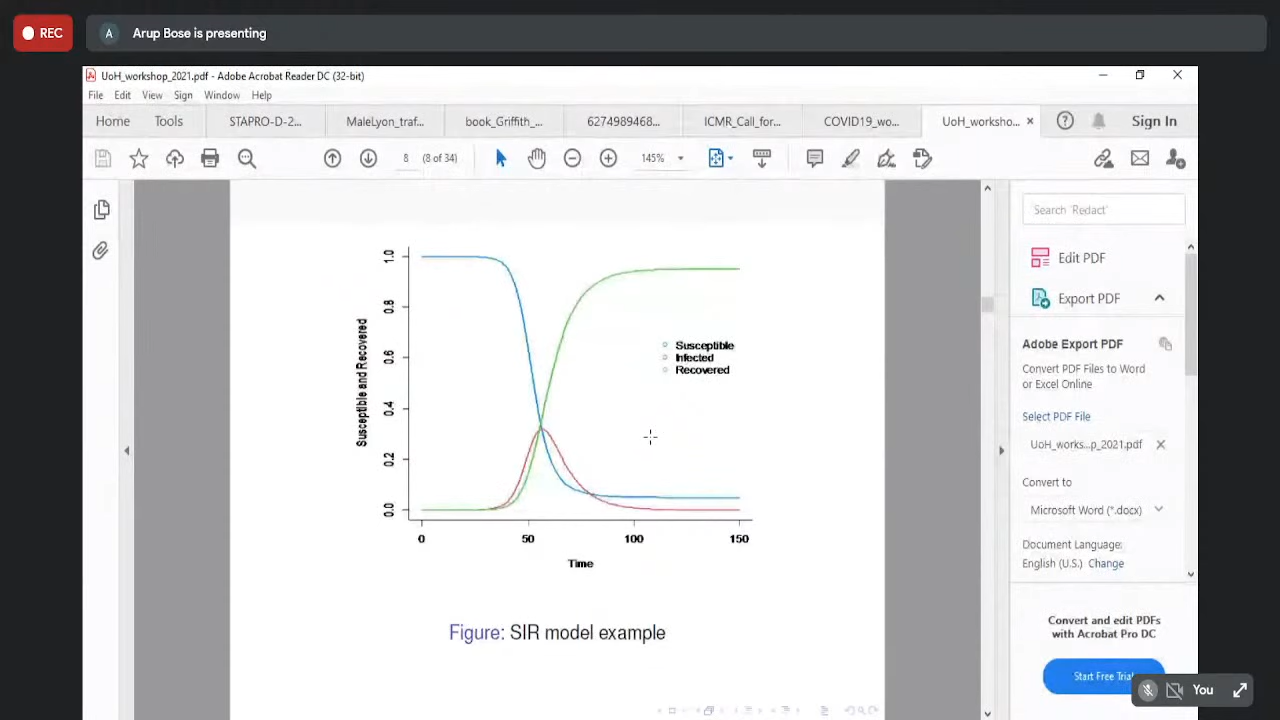 REC
A
Arup Bose is presenting
UoH_workshop_2021.pdf - Adobe Acrobat Reader DC (32-bit)
File Edit View Sign Window Help
Home Tools STAPRO-D-2... MaleLyon_traf... book_Griffith_... 6274989468... ICMR_Call_for... COVID19_wo... UoH_worksho... × Sign In
8 (8 of 34) 145%
Search 'Redact'
Edit PDF
Export PDF
Adobe Export PDF
Convert PDF Files to Word
or Excel Online
Select PDF File
UoH_works...p_2021.pdf
Convert to
Microsoft Word (*.docx)
Document Language:
English (U.S.) Change
Convert and edit PDFs
with Acrobat Pro DC
Start Free Trial
You
Susceptible and Recovered
1.0
0.8
0.6
0.4
0.2
0.0
Susceptible
Infected
Recovered
0 50 100 150
Time
Figure: SIR model example